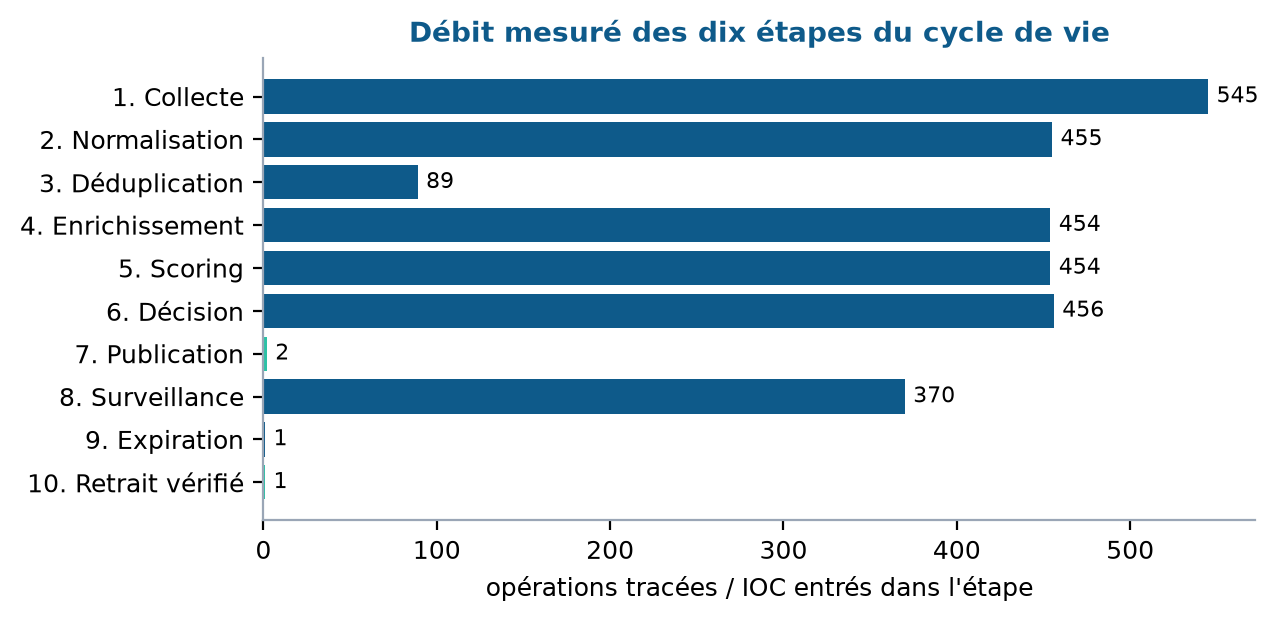 Débit mesuré des dix étapes du cycle de vie
1. Collecte 545
2. Normalisation 455
3. Déduplication 89
4. Enrichissement 454
5. Scoring 454
6. Décision 456
7. Publication 2
8. Surveillance 370
9. Expiration 1
10. Retrait vérifié 1
0 100 200 300 400 500
opérations tracées / IOC entrés dans l'étape